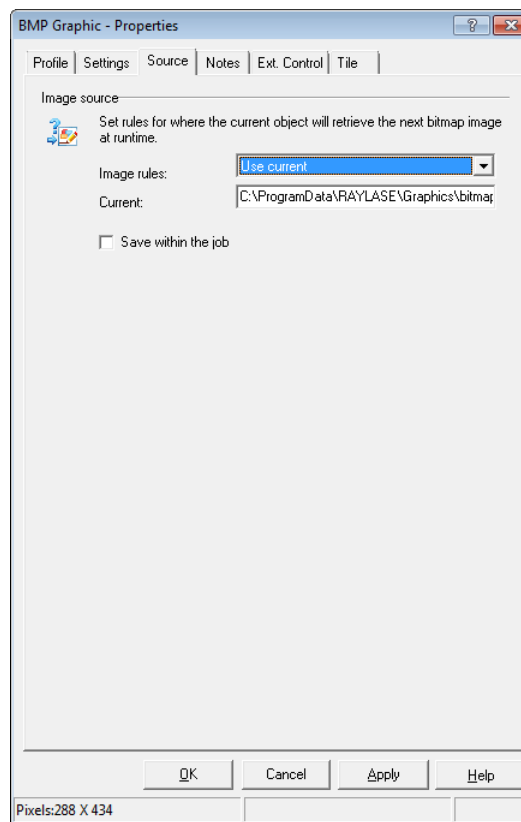 BMP Graphic - Properties
Profile Settings Source Notes Ext. Control Tile
Image source
Set rules for where the current object will retrieve the next bitmap image
at runtime.
Image rules: Use current
Current: C:\ProgramData\RAYLASE\Graphics\bitmap
Save within the job
OK Cancel Apply Help
Pixels:288 X 434